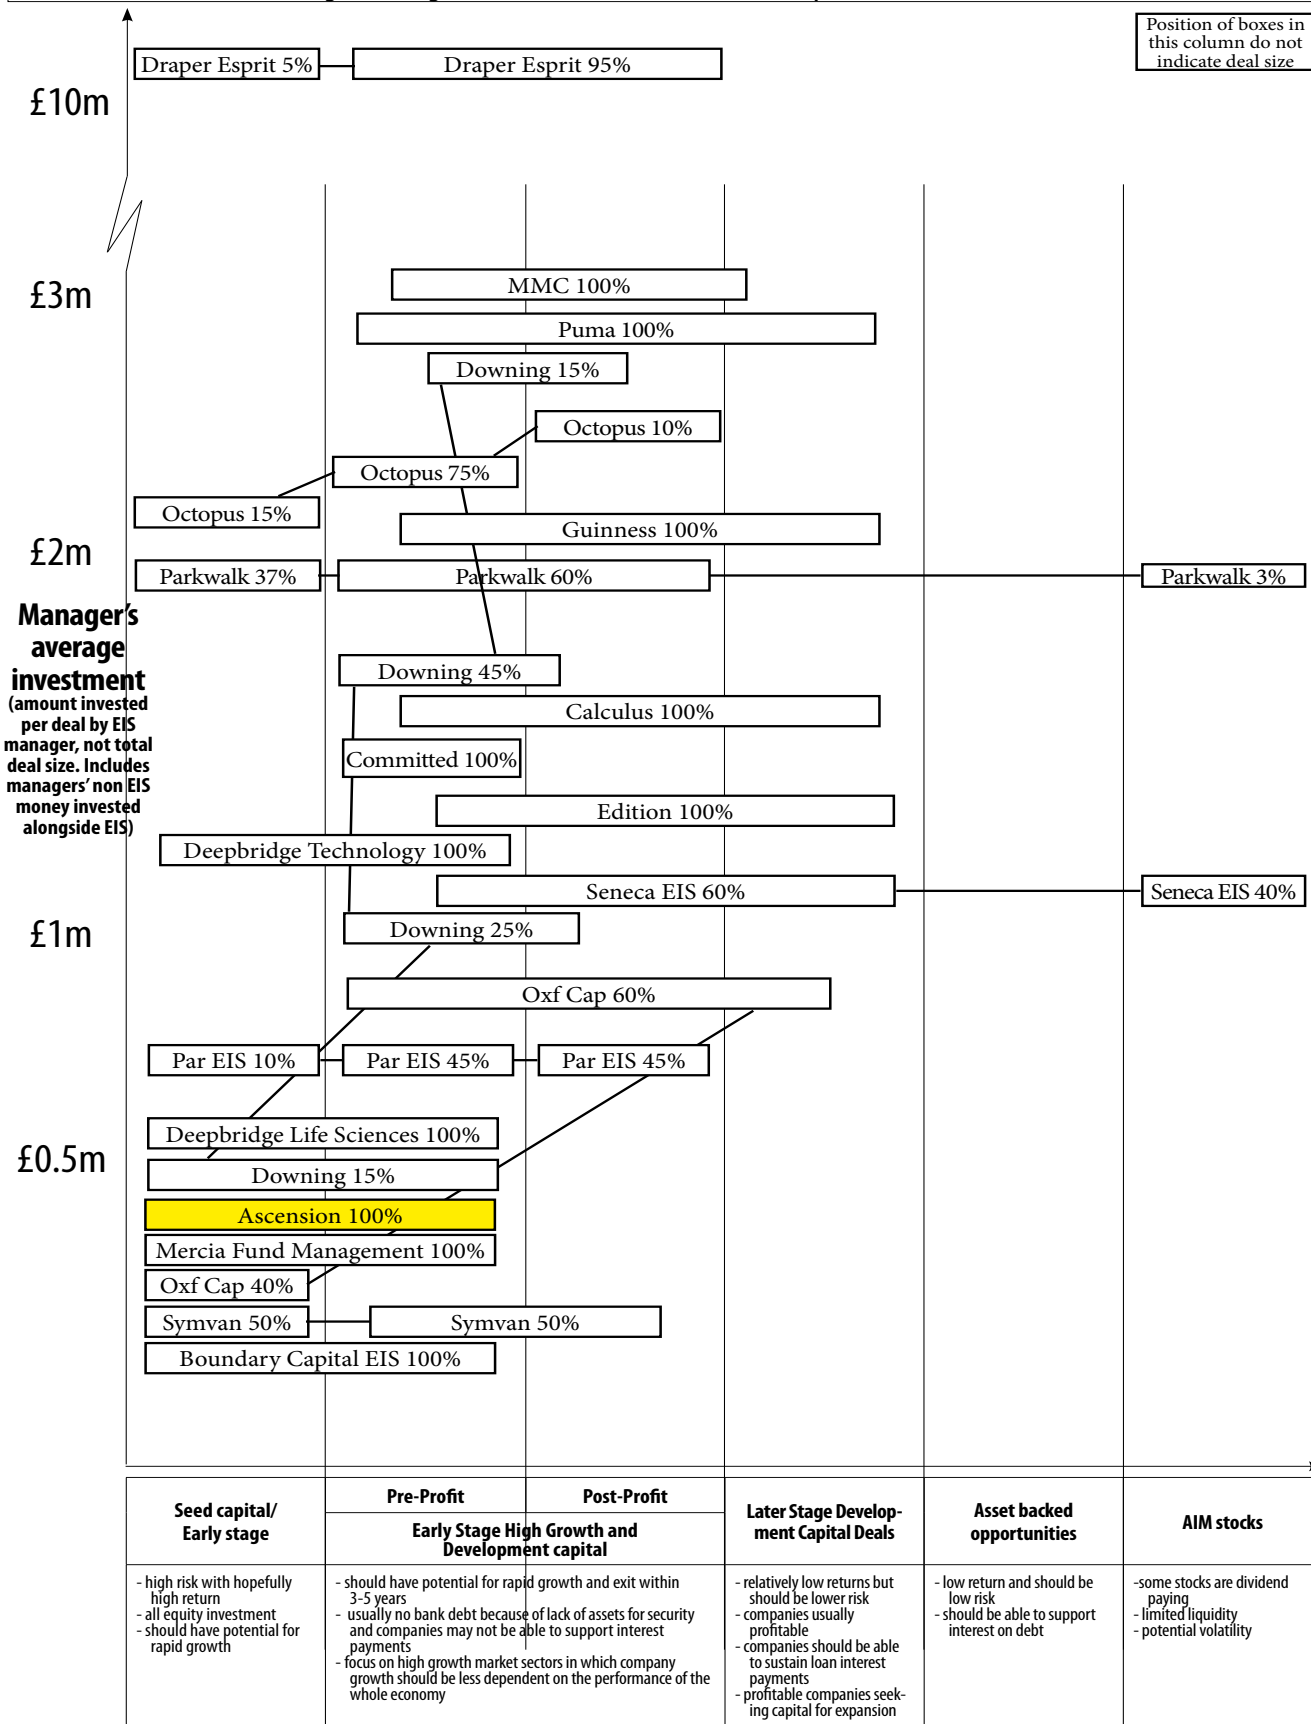 Position of boxes in
this column do not
indicate deal size
Draper Esprit 5%
Draper Esprit 95%
£10m
£3m
MMC 100%
Puma 100%
Downing 15%
Octopus 10%
Octopus 75%
Octopus 15%
Guinness 100%
£2m
Parkwalk 37%
Parkwalk 60%
Parkwalk 3%
Manager's
average
investment
(amount invested
per deal by EIS
manager, not total
deal size. Includes
managers' non EIS
money invested
alongside EIS)
Downing 45%
Calculus 100%
Committed 100%
Edition 100%
Deepbridge Technology 100%
Seneca EIS 60%
Seneca EIS 40%
£1m
Downing 25%
Oxf Cap 60%
Par EIS 10%
Par EIS 45%
Par EIS 45%
Deepbridge Life Sciences 100%
£0.5m
Downing 15%
Ascension 100%
Mercia Fund Management 100%
Oxf Cap 40%
Symvan 50%
Symvan 50%
Boundary Capital EIS 100%
Seed capital/
Early stage
Pre-Profit
Post-Profit
Early Stage High Growth and
Development capital
Later Stage Develop-
ment Capital Deals
Asset backed
opportunities
AIM stocks
- high risk with hopefully
high return
- all equity investment
- should have potential for
rapid growth
- should have potential for rapid growth and exit within
3-5 years
- usually no bank debt because of lack of assets for security
and companies may not be able to support interest
payments
- focus on high growth market sectors in which company
growth should be less dependent on the performance of the
whole economy
- relatively low returns but
should be lower risk
- companies usually
profitable
- companies should be able
to sustain loan interest
payments
- profitable companies seek-
ing capital for expansion
- low return and should be
low risk
- should be able to support
interest on debt
-some stocks are dividend
paying
- limited liquidity
- potential volatility